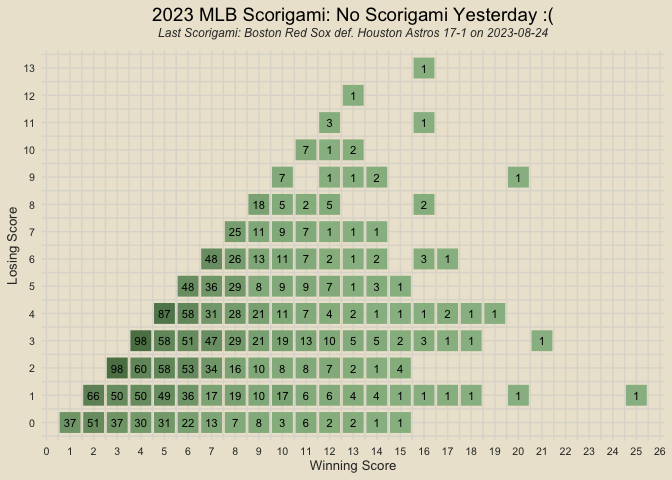 2023 MLB Scorigami: No Scorigami Yesterday :(
Last Scorigami: Boston Red Sox def. Houston Astros 17-1 on 2023-08-24
13 1
12 1
11 3 1
10 7 1 2
9 7 1 1 2 1
8 18 5 2 5 2
7 25 11 9 7 1 1 1
6 48 26 13 11 7 2 1 2 3 1
5 48 36 29 8 9 9 7 1 3 1
4 87 58 31 28 21 11 7 4 2 1 1 1 2 1 1
3 98 58 51 47 29 21 19 13 10 5 5 2 3 1 1 1
2 98 60 58 53 34 16 10 8 8 7 2 1 4
1 66 50 50 49 36 17 19 10 17 6 6 4 4 1 1 1 1 1 1
0 37 51 37 30 31 22 13 7 8 3 6 2 2 1 1
0 1 2 3 4 5 6 7 8 9 10 11 12 13 14 15 16 17 18 19 20 21 22 23 24 25 26
Winning Score
Losing Score